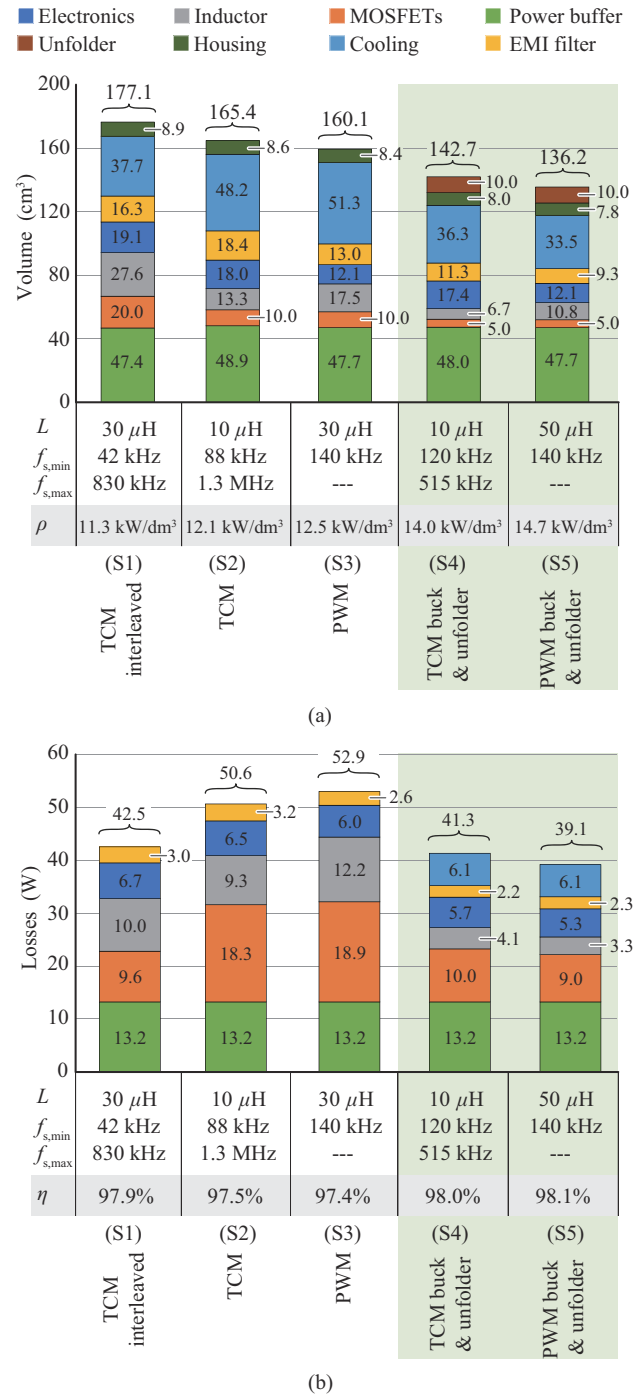 Electronics Inductor MOSFETs Power buffer
Unfolder Housing Cooling EMI filter
Volume (cm³)
200
160
120
80
40
0
177.1
8.9
37.7
16.3
19.1
27.6
20.0
47.4
165.4
8.6
48.2
18.4
18.0
13.3
10.0
48.9
160.1
8.4
51.3
13.0
12.1
17.5
10.0
47.7
142.7
10.0
8.0
36.3
11.3
17.4
6.7
5.0
48.0
136.2
10.0
7.8
33.5
9.3
12.1
10.8
5.0
47.7
L 30 μH 10 μH 30 μH 10 μH 50 μH
fs,min 42 kHz 88 kHz 140 kHz 120 kHz 140 kHz
fs,max 830 kHz 1.3 MHz --- 515 kHz ---
ρ 11.3 kW/dm³ 12.1 kW/dm³ 12.5 kW/dm³ 14.0 kW/dm³ 14.7 kW/dm³
(S1) (S2) (S3) (S4) (S5)
TCM
interleaved
TCM
PWM
TCM buck
& unfolder
PWM buck
& unfolder
(a)
Losses (W)
60
50
40
30
20
10
0
42.5
3.0
6.7
10.0
9.6
13.2
50.6
3.2
6.5
9.3
18.3
13.2
52.9
2.6
6.0
12.2
18.9
13.2
41.3
6.1
2.2
5.7
4.1
10.0
13.2
39.1
6.1
2.3
5.3
3.3
9.0
13.2
L 30 μH 10 μH 30 μH 10 μH 50 μH
fs,min 42 kHz 88 kHz 140 kHz 120 kHz 140 kHz
fs,max 830 kHz 1.3 MHz --- 515 kHz ---
η 97.9% 97.5% 97.4% 98.0% 98.1%
(S1) (S2) (S3) (S4) (S5)
TCM
interleaved
TCM
PWM
TCM buck
& unfolder
PWM buck
& unfolder
(b)